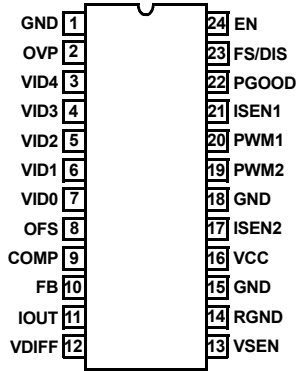 GND 1 24 EN
OVP 2 23 FS/DIS
VID4 3 22 PGOOD
VID3 4 21 ISEN1
VID2 5 20 PWM1
VID1 6 19 PWM2
VID0 7 18 GND
OFS 8 17 ISEN2
COMP 9 16 VCC
FB 10 15 GND
IOUT 11 14 RGND
VDIFF 12 13 VSEN